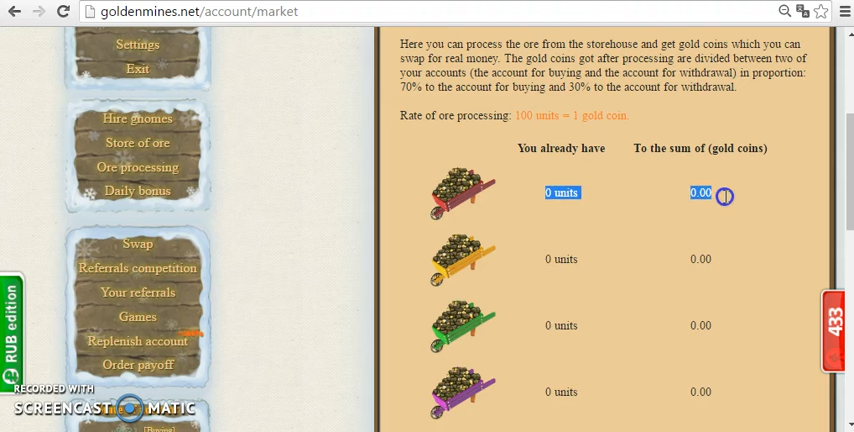 goldenmines.net/account/market
Settings
Exit
Hire gnomes
Store of ore
Ore processing
Daily bonus
Swap
Referrals competition
Your referrals
Games
Replenish account
Order payoff
[Buying]
RUB edition
RECORDED WITH
SCREENCAST MATIC
Here you can process the ore from the storehouse and get gold coins which you can
swap for real money. The gold coins got after processing are divided between two of
your accounts (the account for buying and the account for withdrawal) in proportion:
70% to the account for buying and 30% to the account for withdrawal.
Rate of ore processing: 100 units = 1 gold coin.
You already have To the sum of (gold coins)
0 units 0.00
0 units 0.00
0 units 0.00
0 units 0.00
433